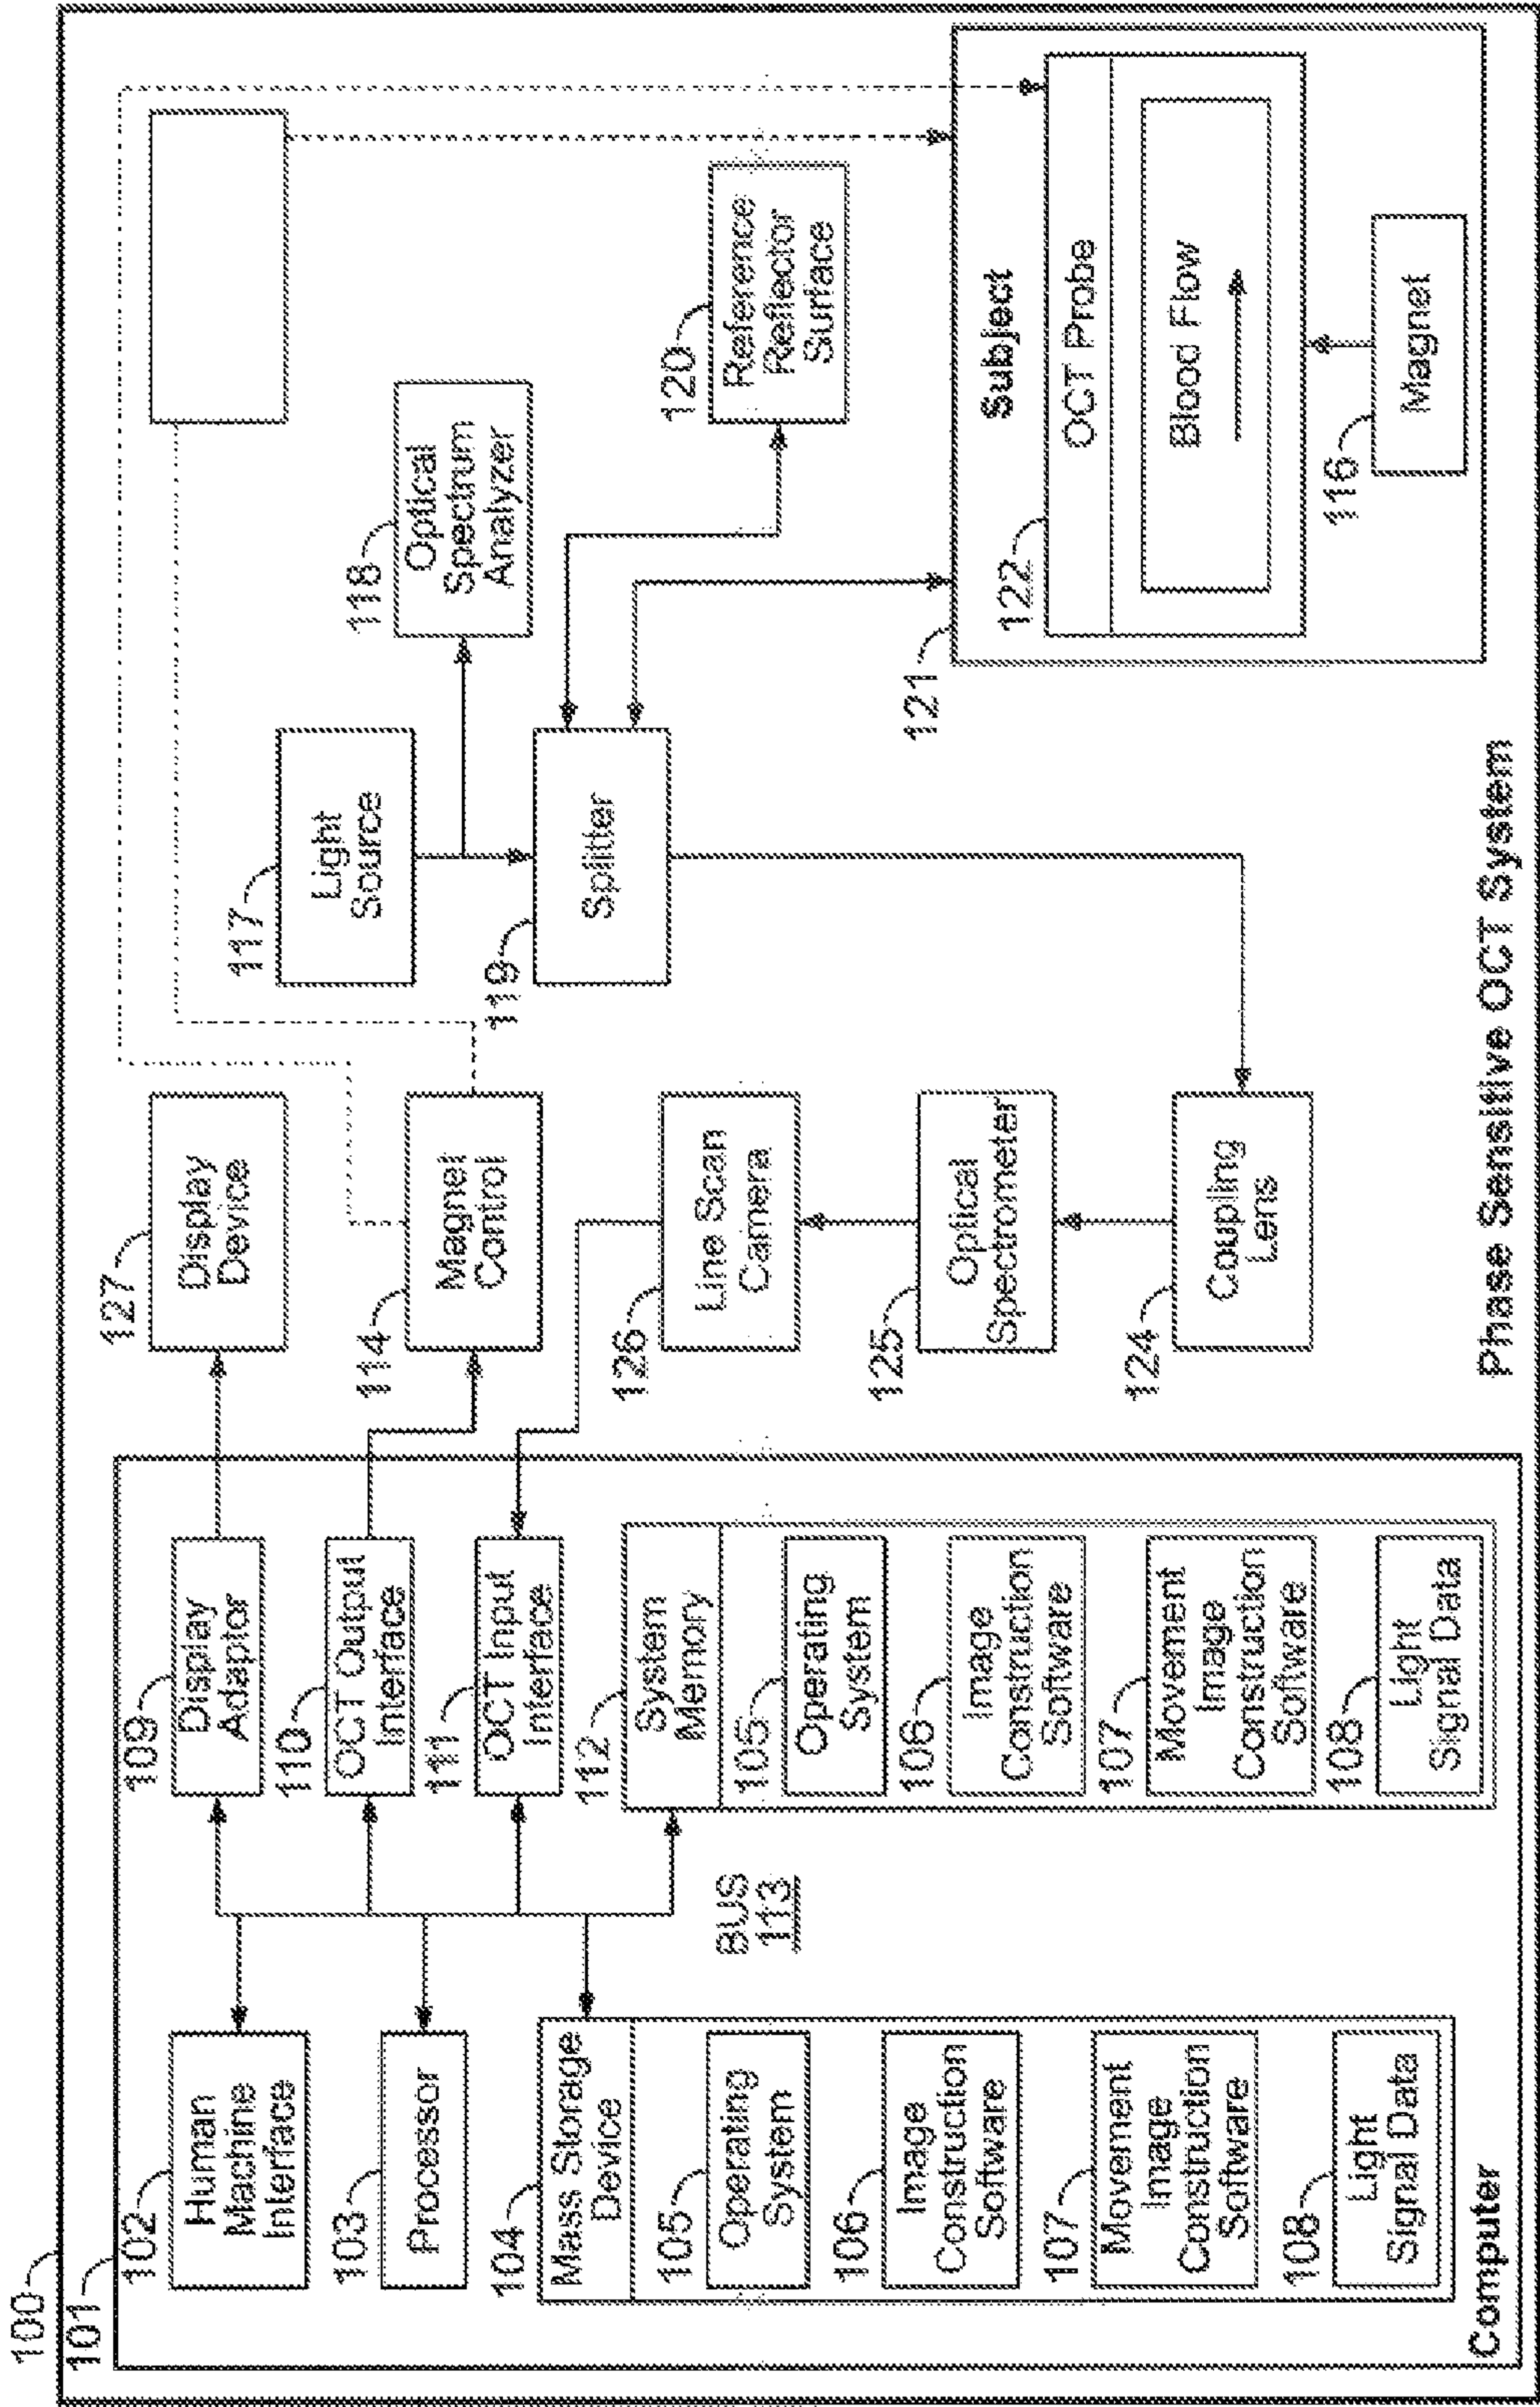 100
101
102
Human
Machine
Interface
103
Processor
104
Mass Storage
Device
105
Operating
System
106
Image
Construction
Software
107
Movement
Image
Construction
Software
108
Light
Signal Data
Computer
BUS
113
109
Display
Adaptor
110
OCT Output
Interface
111
OCT Input
Interface
112
System
Memory
105
Operating
System
106
Image
Construction
Software
107
Movement
Image
Construction
Software
108
Light
Signal Data
127
Display
Device
114
Magnet
Control
126
Line Scan
Camera
125
Optical
Spectrometer
124
Coupling
Lens
117
Light
Source
119
Splitter
118
Optical
Spectrum
Analyzer
120
Reference
Reflector
Surface
121
Subject
122
OCT Probe
Blood Flow
116
Magnet
Phase Sensitive OCT System